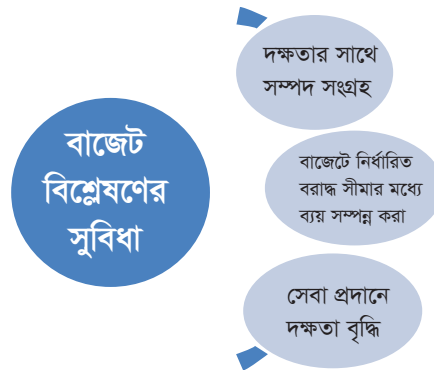 বাজেট
বিশ্লেষণের
সুবিধা
দক্ষতার সাথে
সম্পদ সংগ্রহ
বাজেটে নির্ধারিত
বরাদ্ধ সীমার মধ্যে
ব্যয় সম্পন্ন করা
সেবা প্রদানে
দক্ষতা বৃদ্ধি